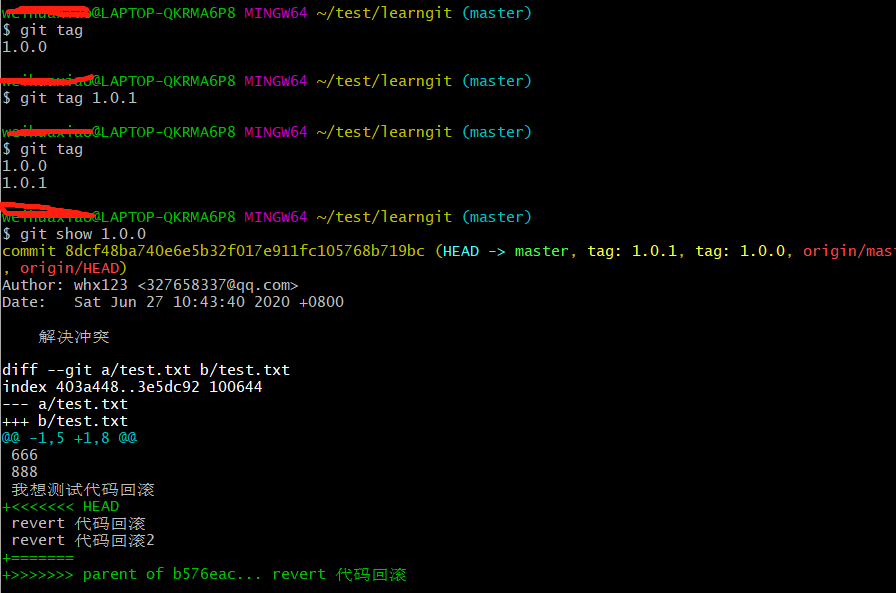 @LAPTOP-QKRMA6P8 MINGW64 ~/test/learngit (master)
$ git tag
1.0.0
@LAPTOP-QKRMA6P8 MINGW64 ~/test/learngit (master)
$ git tag 1.0.1
@LAPTOP-QKRMA6P8 MINGW64 ~/test/learngit (master)
$ git tag
1.0.0
1.0.1
@LAPTOP-QKRMA6P8 MINGW64 ~/test/learngit (master)
$ git show 1.0.0
commit 8dcf48ba740e6e5b32f017e911fc105768b719bc (HEAD -> master, tag: 1.0.1, tag: 1.0.0, origin/mas
, origin/HEAD)
Author: whx123 <327658337@qq.com>
Date:   Sat Jun 27 10:43:40 2020 +0800
解决冲突
diff --git a/test.txt b/test.txt
index 403a448..3e5dc92 100644
--- a/test.txt
+++ b/test.txt
@@ -1,5 +1,8 @@
666
888
我想测试代码回滚
+<<<<<<< HEAD
revert 代码回滚
revert 代码回滚2
+=======
+>>>>>>> parent of b576eac... revert 代码回滚